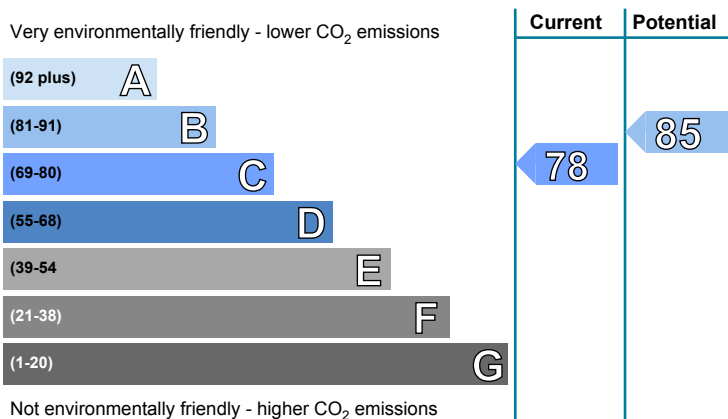 Very environmentally friendly - lower CO2 emissions
Current
Potential
(92 plus) A
(81-91) B
85
(69-80) C
78
(55-68) D
(39-54 E
(21-38) F
(1-20) G
Not environmentally friendly - higher CO2 emissions